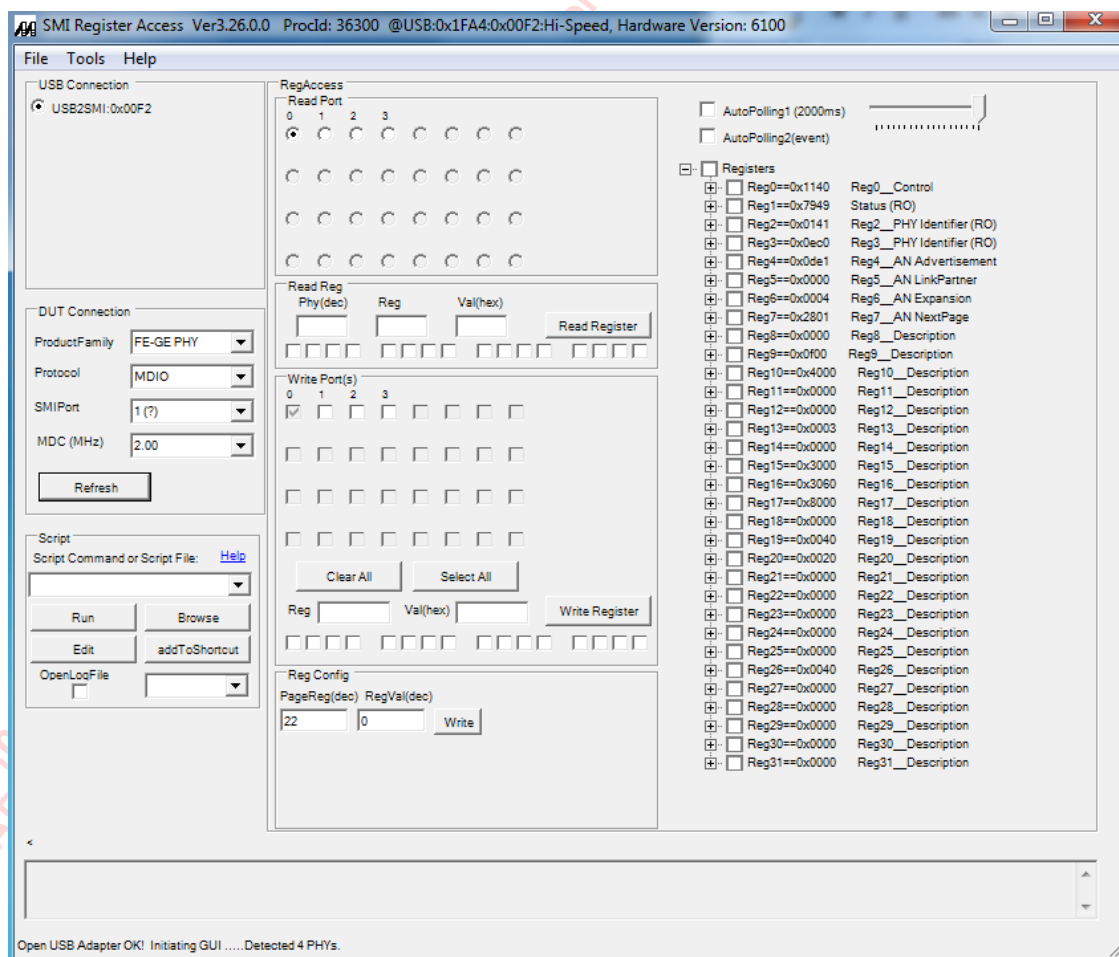 SMI Register Access Ver3.26.0.0 ProcId: 36300 @USB:0x1FA4:0x00F2:Hi-Speed, Hardware Version: 6100
File Tools Help
USB Connection
USB2SMI:0x00F2
DUT Connection
ProductFamily FE-GE PHY
Protocol MDIO
SMIPort 1 (?)
MDC (MHz) 2.00
Refresh
Script
Script Command or Script File: Help
Run Browse
Edit addToShortcut
OpenLogFile
RegAccess
Read Port
0 1 2 3
Read Reg
Phy(dec) Reg Val(hex)
Read Register
Write Port(s)
0 1 2 3
Clear All Select All
Reg Val(hex) Write Register
Reg Config
PageReg(dec) RegVal(dec)
22 0 Write
AutoPolling1 (2000ms)
AutoPolling2(event)
Registers
Reg0==0x1140 Reg0__Control
Reg1==0x7949 Status (RO)
Reg2==0x0141 Reg2__PHY Identifier (RO)
Reg3==0x0ec0 Reg3__PHY Identifier (RO)
Reg4==0x0de1 Reg4__AN Advertisement
Reg5==0x0000 Reg5__AN LinkPartner
Reg6==0x0004 Reg6__AN Expansion
Reg7==0x2801 Reg7__AN NextPage
Reg8==0x0000 Reg8__Description
Reg9==0x0f00 Reg9__Description
Reg10==0x4000 Reg10__Description
Reg11==0x0000 Reg11__Description
Reg12==0x0000 Reg12__Description
Reg13==0x0003 Reg13__Description
Reg14==0x0000 Reg14__Description
Reg15==0x3000 Reg15__Description
Reg16==0x3060 Reg16__Description
Reg17==0x8000 Reg17__Description
Reg18==0x0000 Reg18__Description
Reg19==0x0040 Reg19__Description
Reg20==0x0020 Reg20__Description
Reg21==0x0000 Reg21__Description
Reg22==0x0000 Reg22__Description
Reg23==0x0000 Reg23__Description
Reg24==0x0000 Reg24__Description
Reg25==0x0000 Reg25__Description
Reg26==0x0040 Reg26__Description
Reg27==0x0000 Reg27__Description
Reg28==0x0000 Reg28__Description
Reg29==0x0000 Reg29__Description
Reg30==0x0000 Reg30__Description
Reg31==0x0000 Reg31__Description
<
Open USB Adapter OK! Initiating GUI .....Detected 4 PHYs.